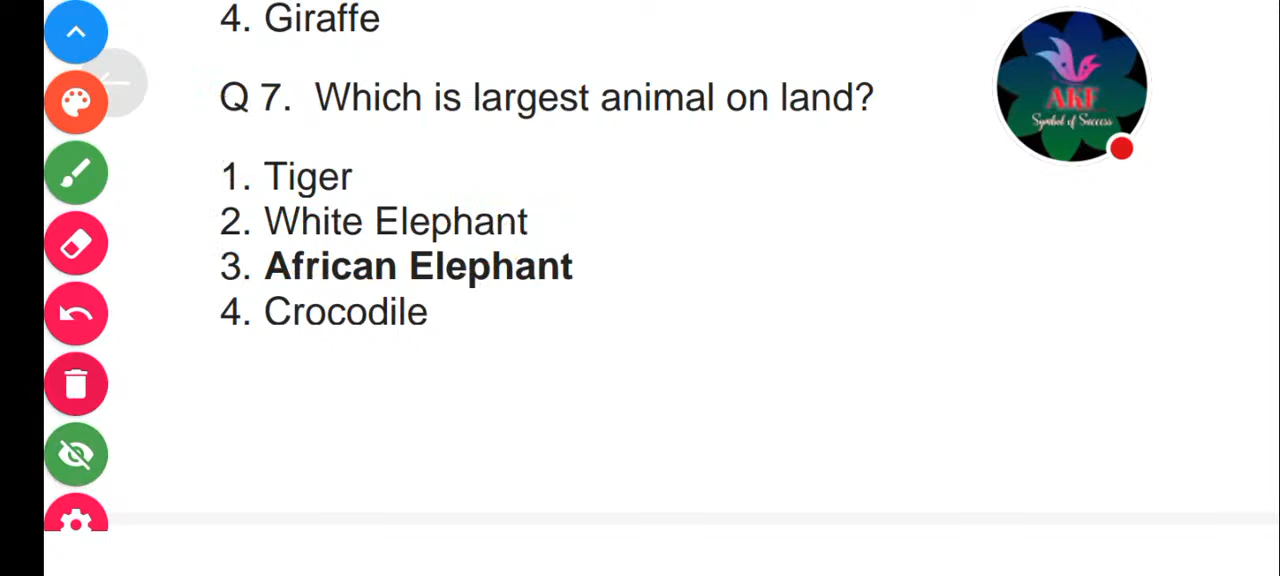 4. Giraffe
Q 7. Which is largest animal on land?
AKF
Symbol of Success
1. Tiger
2. White Elephant
3. African Elephant
4. Crocodile